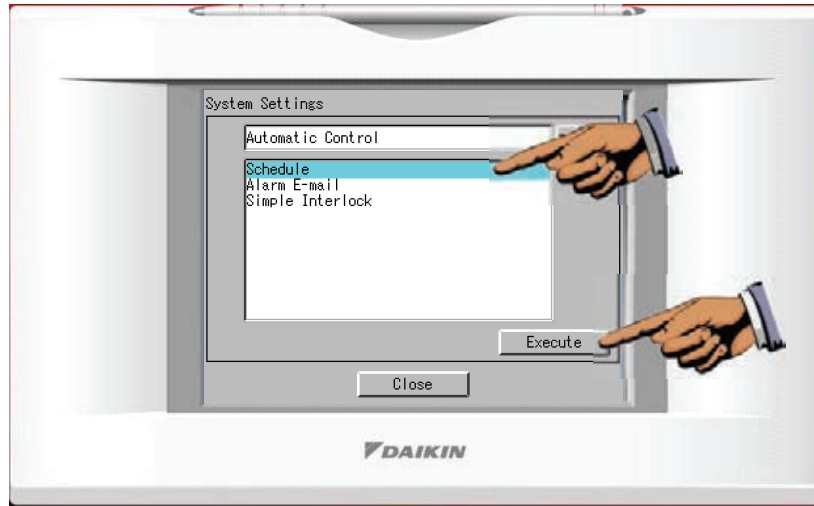 System Settings
Automatic Control
Schedule
Alarm E-mail
Simple Interlock
Execute
Close
DAIKIN